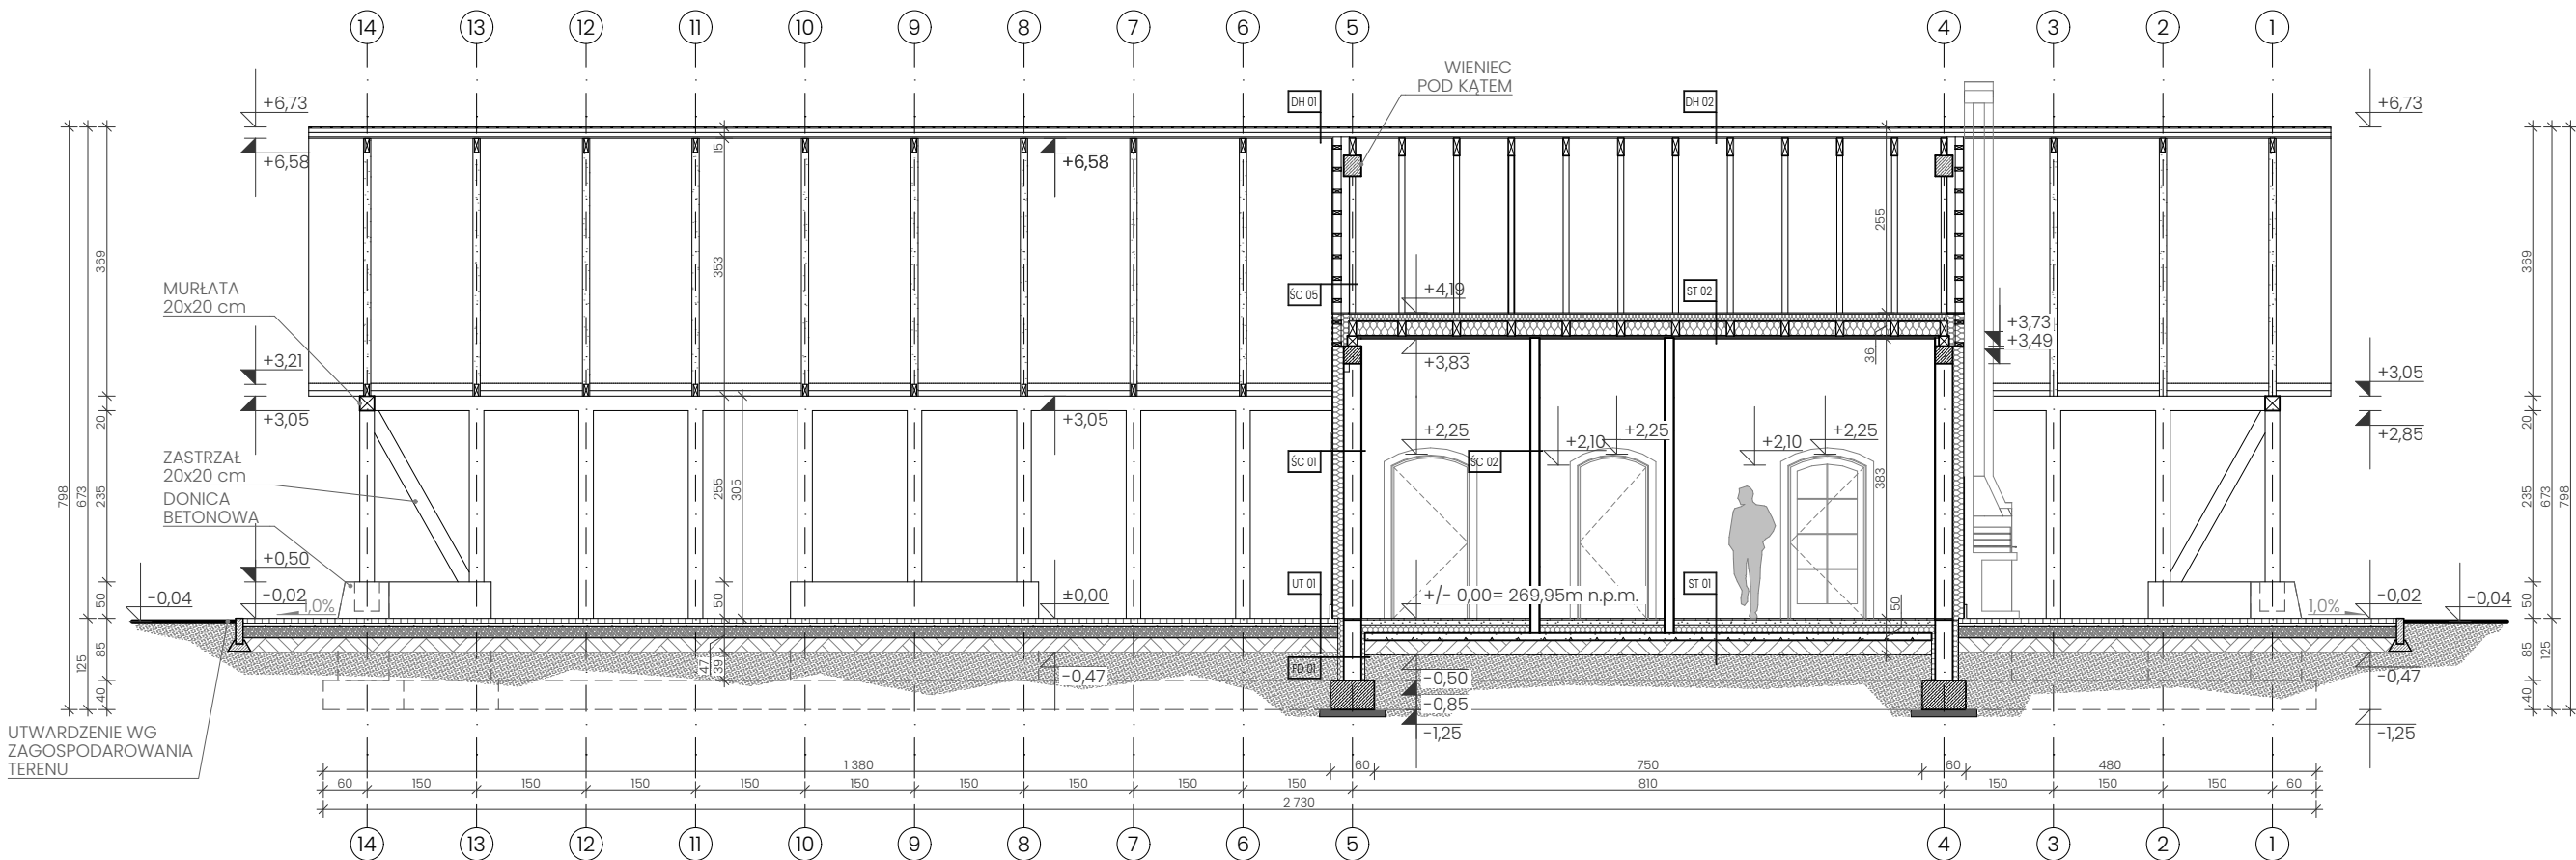 14 13 12 11 10 9 8 7 6 5 4 3 2 1
WIENIEC
POD KĄTEM
DH 01
DH 02
+6,73
+6,73
+6,58
+6,58
15
353
369
255
369
MURŁATA
20x20 cm
ŚC 05
+4,19
ST 02
+3,73
+3,49
+3,21
+3,05
+3,05
+3,83
36
+3,05
+2,85
20
20
ZASTRZAŁ
20x20 cm
DONICA
BETONOWA
ŚC 01
+2,25
ŚC 02
+2,10
+2,25
+2,10
+2,25
798
673
235
255
305
383
235
673
798
+0,50
-0,04
-0,02
1,0%
±0,00
UT 01
+/- 0,00= 269,95m n.p.m.
ST 01
1,0%
-0,02
-0,04
50
50
50
50
125
85
40
47
39
-0,47
FD 01
-0,50
-0,85
-1,25
-0,47
-1,25
85
40
125
UTWARDZENIE WG
ZAGOSPODAROWANIA
TERENU
1 380 60 750 60 480
60 150 150 150 150 150 150 150 150 150 810 150 150 150 60
2 730
14 13 12 11 10 9 8 7 6 5 4 3 2 1